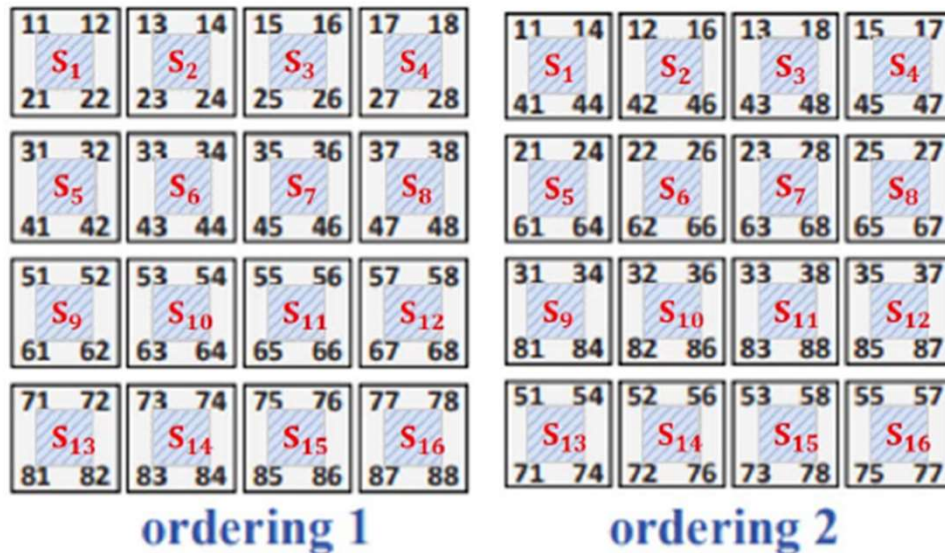 11 12 13 14 15 16 17 18 11 14 12 16 13 18 15 17
S₁ S₂ S₃ S₄ S₁ S₂ S₃ S₄
21 22 23 24 25 26 27 28 41 44 42 46 43 48 45 47
31 32 33 34 35 36 37 38 21 24 22 26 23 28 25 27
S₅ S₆ S₇ S₈ S₅ S₆ S₇ S₈
41 42 43 44 45 46 47 48 61 64 62 66 63 68 65 67
51 52 53 54 55 56 57 58 31 34 32 36 33 38 35 37
S₉ S₁₀ S₁₁ S₁₂ S₉ S₁₀ S₁₁ S₁₂
61 62 63 64 65 66 67 68 81 84 82 86 83 88 85 87
71 72 73 74 75 76 77 78 51 54 52 56 53 58 55 57
S₁₃ S₁₄ S₁₅ S₁₆ S₁₃ S₁₄ S₁₅ S₁₆
81 82 83 84 85 86 87 88 71 74 72 76 73 78 75 77
ordering 1 ordering 2